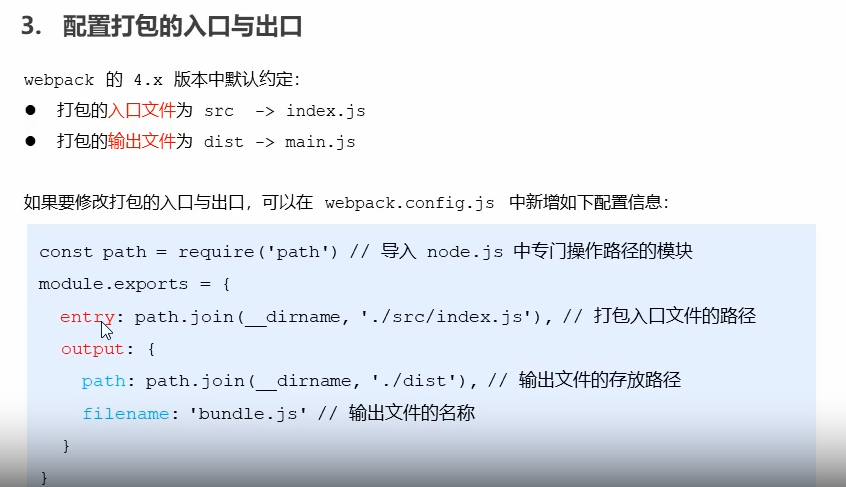 3. 配置打包的入口与出口
webpack 的 4.x 版本中默认约定：
● 打包的入口文件为 src -> index.js
● 打包的输出文件为 dist -> main.js
如果要修改打包的入口与出口，可以在 webpack.config.js 中新增如下配置信息：
const path = require('path') // 导入 node.js 中专门操作路径的模块
module.exports = {
entry: path.join(__dirname, './src/index.js'), // 打包入口文件的路径
output: {
path: path.join(__dirname, './dist'), // 输出文件的存放路径
filename: 'bundle.js' // 输出文件的名称
}
}